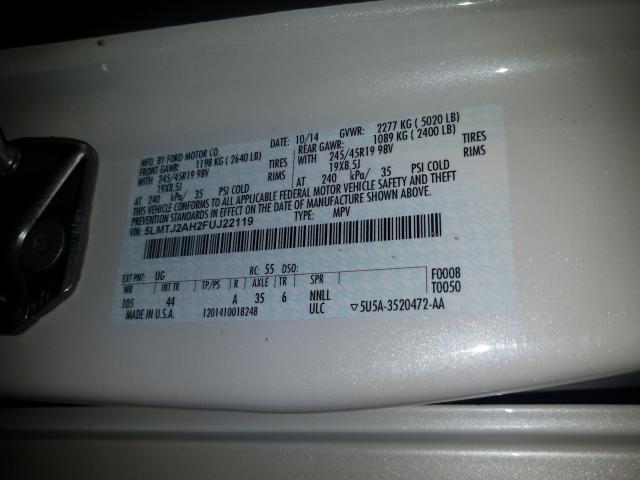 MFD. BY FORD MOTOR CO. 10/14 GVWR: 2277 KG ( 5020 LB)
FRONT GAWR: 1198 KG ( 2640 LB) REAR GAWR: 1089 KG ( 2400 LB)
WITH 245/45R19 98V TIRES WITH 245/45R19 98V TIRES
19X8.5J RIMS 19X8.5J RIMS
AT 240 kPa/ 35 PSI COLD AT 240 kPa/ 35 PSI COLD
THIS VEHICLE CONFORMS TO ALL APPLICABLE FEDERAL MOTOR VEHICLE SAFETY AND THEFT
PREVENTION STANDARDS IN EFFECT ON THE DATE OF MANUFACTURE SHOWN ABOVE.
VIN: 5LMTJ2AH2FUJ22119 TYPE: MPV
EXT PNT: UG RC: 55 DSO: F0008
WB INT TR TP/PS R AXLE TR SPR T0050
105 44 A 35 6 NNLL
MADE IN U.S.A. 1201410018248 ULC ▽5U5A-3520472-AA